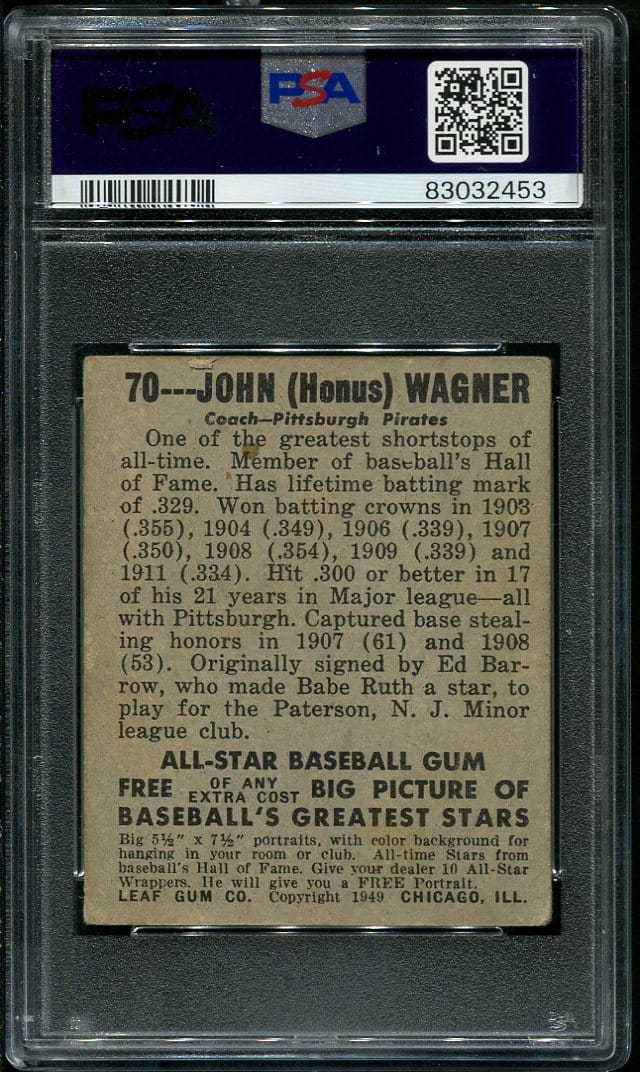 PSA
PSA
83032453
70---JOHN (Honus) WAGNER
Coach—Pittsburgh Pirates
One of the greatest shortstops of
all-time. Member of baseball's Hall
of Fame. Has lifetime batting mark
of .329. Won batting crowns in 1903
(.355), 1904 (.349), 1906 (.339), 1907
(.350), 1908 (.354), 1909 (.339) and
1911 (.334). Hit .300 or better in 17
of his 21 years in Major league—all
with Pittsburgh. Captured base steal-
ing honors in 1907 (61) and 1908
(53). Originally signed by Ed Bar-
row, who made Babe Ruth a star, to
play for the Paterson, N. J. Minor
league club.
ALL-STAR BASEBALL GUM
FREE OF ANY EXTRA COST BIG PICTURE OF
BASEBALL'S GREATEST STARS
Big 5½" x 7½" portraits, with color background for
hanging in your room or club. All-time Stars from
baseball's Hall of Fame. Give your dealer 10 All-Star
Wrappers. He will give you a FREE Portrait.
LEAF GUM CO. Copyright 1949 CHICAGO, ILL.